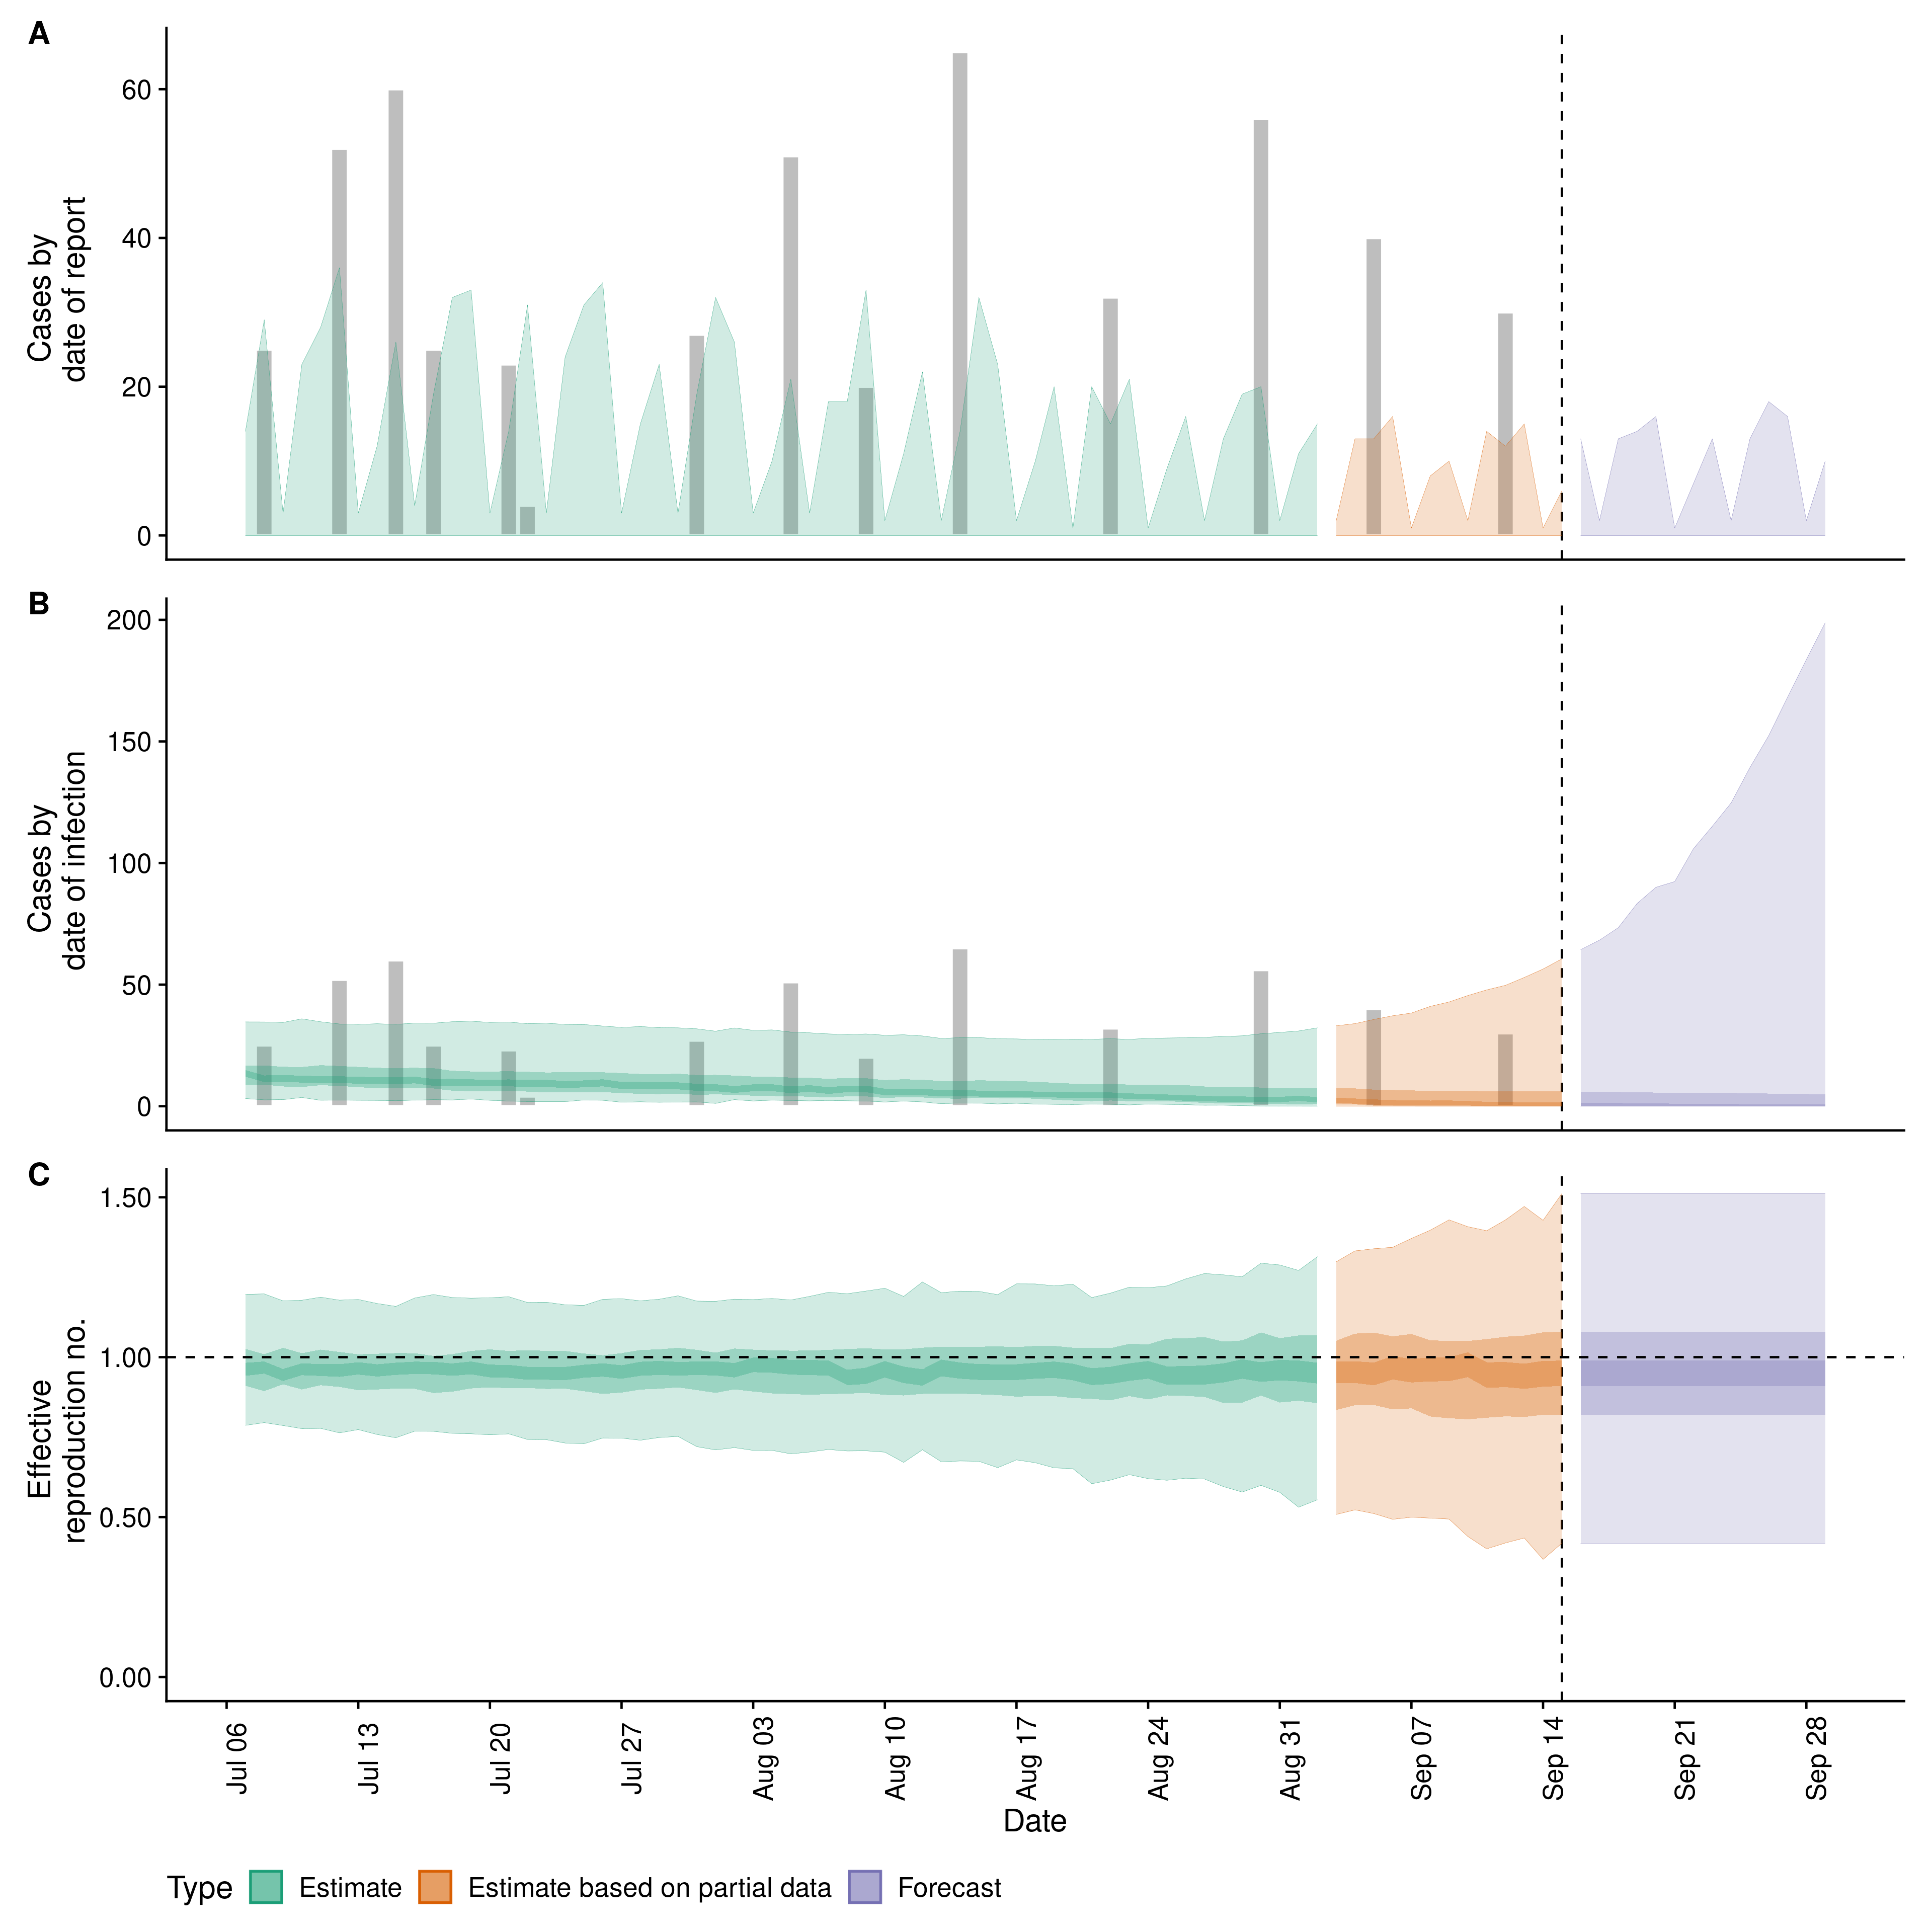 A
Cases by
date of report
60
40
20
0
B
Cases by
date of infection
200
150
100
50
0
C
Effective
reproduction no.
1.50
1.00
0.50
0.00
Jul 06
Jul 13
Jul 20
Jul 27
Aug 03
Aug 10
Aug 17
Aug 24
Aug 31
Sep 07
Sep 14
Sep 21
Sep 28
Date
Type Estimate Estimate based on partial data Forecast